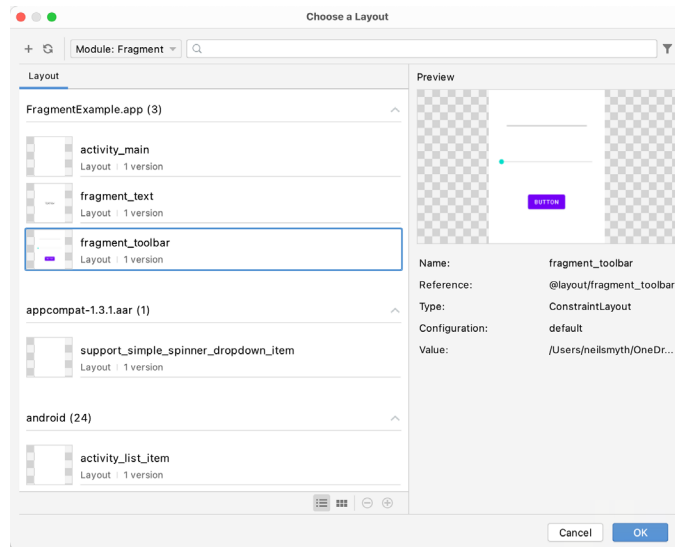 Choose a Layout
Module: Fragment
Layout
Preview
FragmentExample.app (3)
activity_main
Layout 1 version
fragment_text
Layout 1 version
fragment_toolbar
Layout 1 version
appcompat-1.3.1.aar (1)
support_simple_spinner_dropdown_item
Layout 1 version
android (24)
activity_list_item
Layout 1 version
BUTTON
Name: fragment_toolbar
Reference: @layout/fragment_toolbar
Type: ConstraintLayout
Configuration: default
Value: /Users/neilsmyth/OneDr...
Cancel
OK